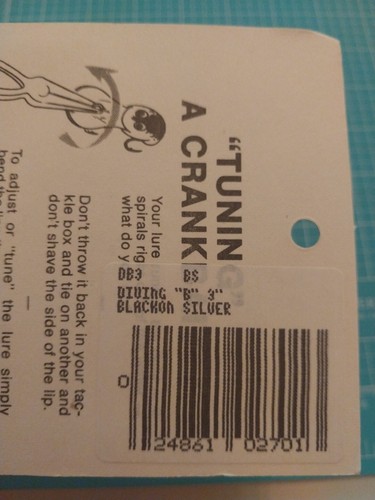 "TUNING"
A CRANK
Your lure
spirals rig
what do y
Don't throw it back in your tac-
kle box and tie on another and
don't shave the side of the lip.
To adjust or "tune" the lure simply
DB3 BS
DIVING "B" 3"
BLACKON SILVER
0 24861 02701